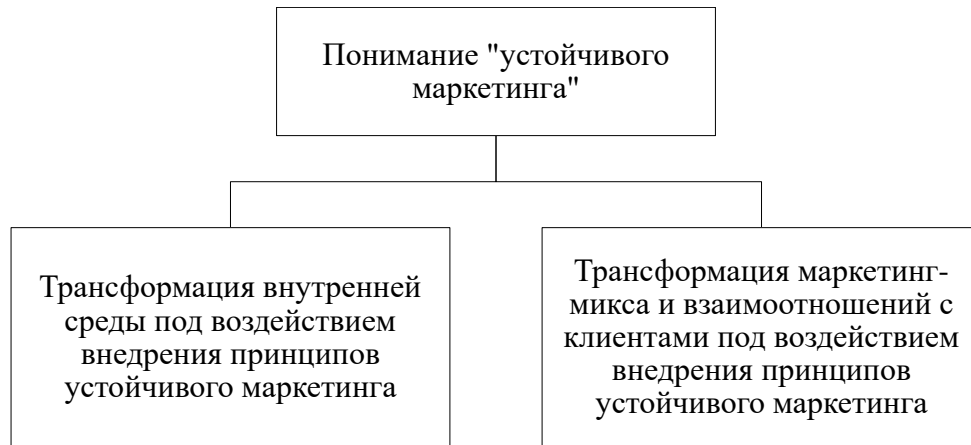 Понимание "устойчивого
маркетинга"
Трансформация внутренней
среды под воздействием
внедрения принципов
устойчивого маркетинга
Трансформация маркетинг-
микса и взаимоотношений с
клиентами под воздействием
внедрения принципов
устойчивого маркетинга